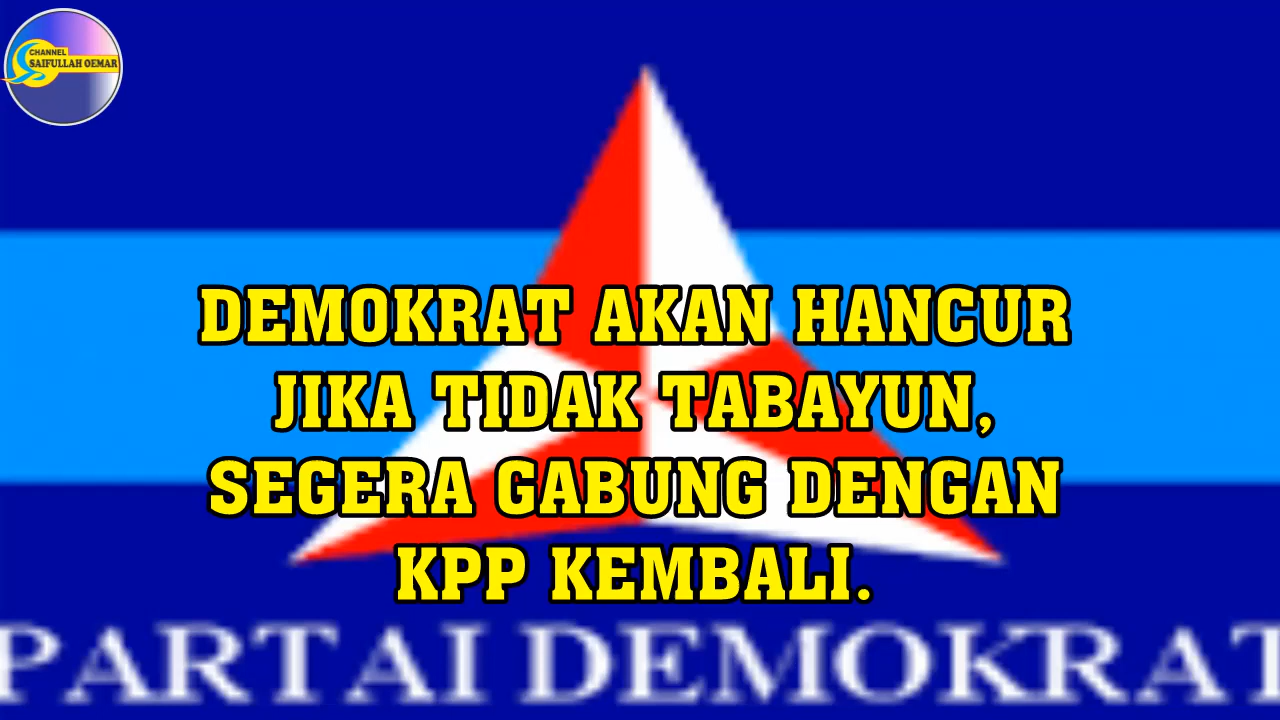 CHANNEL
SAIFULLAH OEMAR
DEMOKRAT AKAN HANCUR
JIKA TIDAK TABAYUN,
SEGERA GABUNG DENGAN
KPP KEMBALI.
PARTAI DEMOKRAT